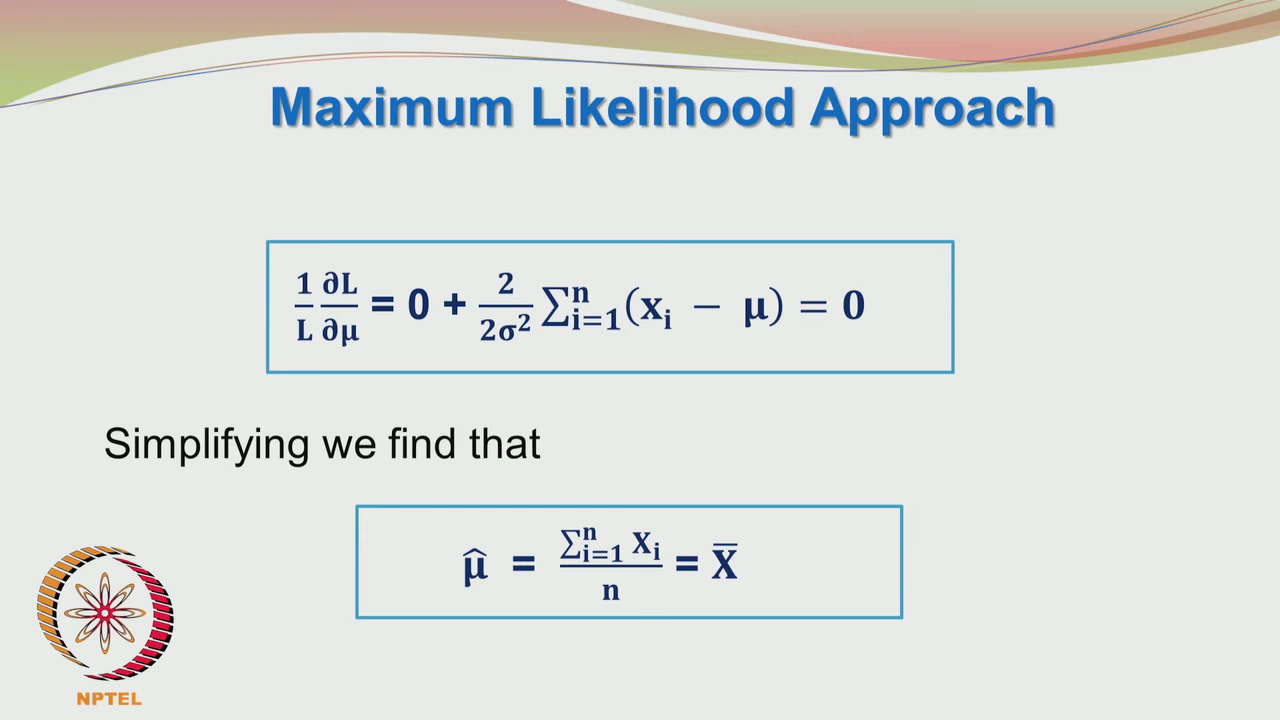 Maximum Likelihood Approach
1/L ∂L/∂μ = 0 + 2/2σ² ∑ⁿᵢ₌₁(xᵢ − μ) = 0
Simplifying we find that
μ̂ = ∑ⁿᵢ₌₁ Xᵢ / n = X̅
NPTEL